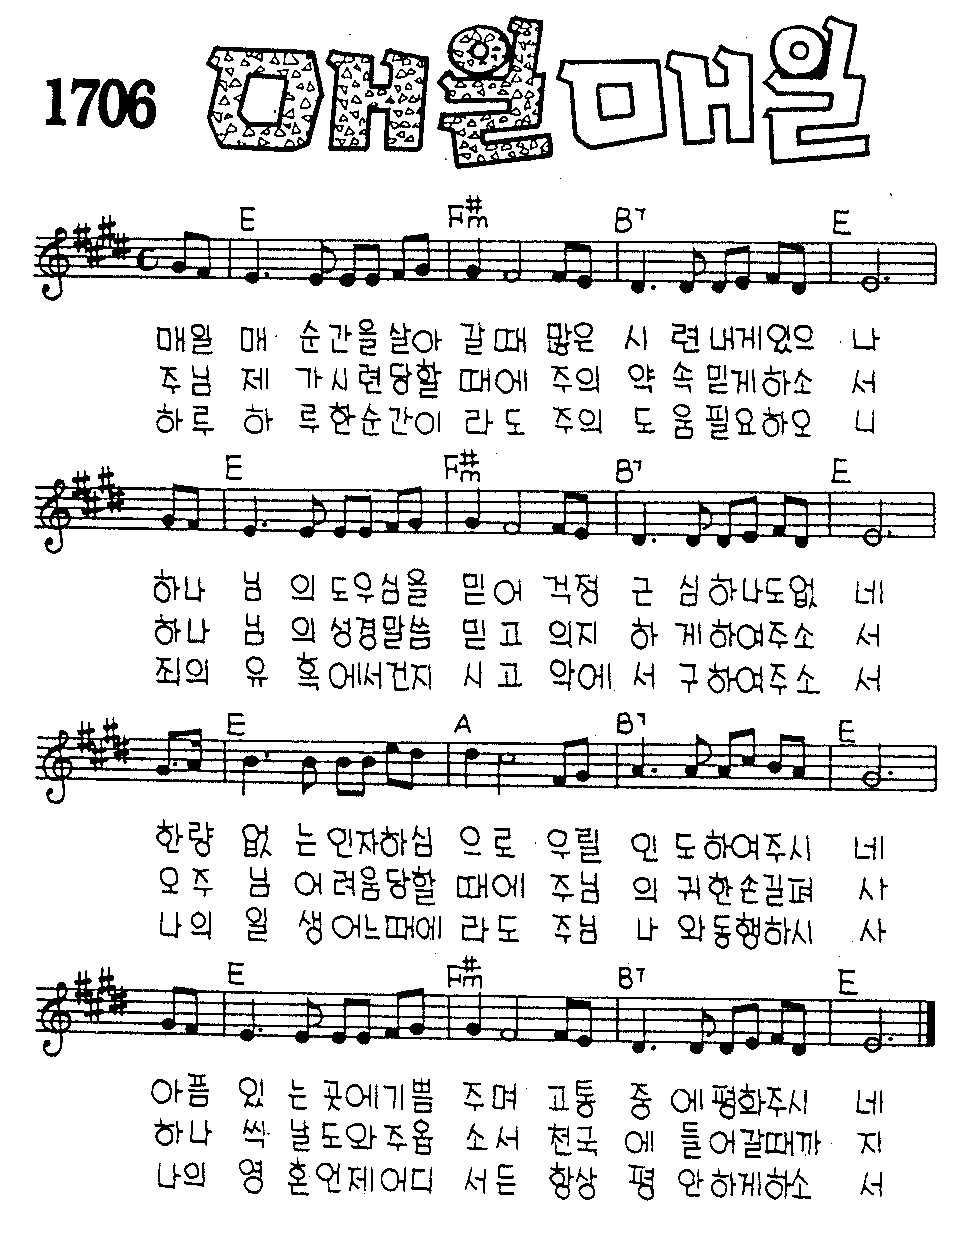 1706
매일매일
E F#m B7 E
매일 매 순간을살아 갈때 많은 시 련내게있으 나
주님 제 가시련당할 때에 주의 약 속 믿게하소 서
하루 하 루한순간이 라도 주의 도 움필요하오 니
E F#m B7 E
하나 님 의도우심을 믿어 걱정 근 심하나도없 네
하나 님 의성경말씀 믿고 의지 하 게하여주소 서
죄의 유 혹에서건지 시고 악에 서 구하여주소 서
E A B7 E
한량 없 는인자하심 으로 우릴 인 도하여주시 네
오주 님 어려움당할 때에 주님 의 귀한손길펴 사
나의 일 생어느때에 라도 주님 나 와동행하시 사
E F#m B7 E
아픔 있 는곳에기쁨 주며 고통 중 에평화주시 네
하나 씩 날도와주옵 소서 천국 에 들어갈때까 지
나의 영 혼언제어디 서든 항상 평 안하게하소 서